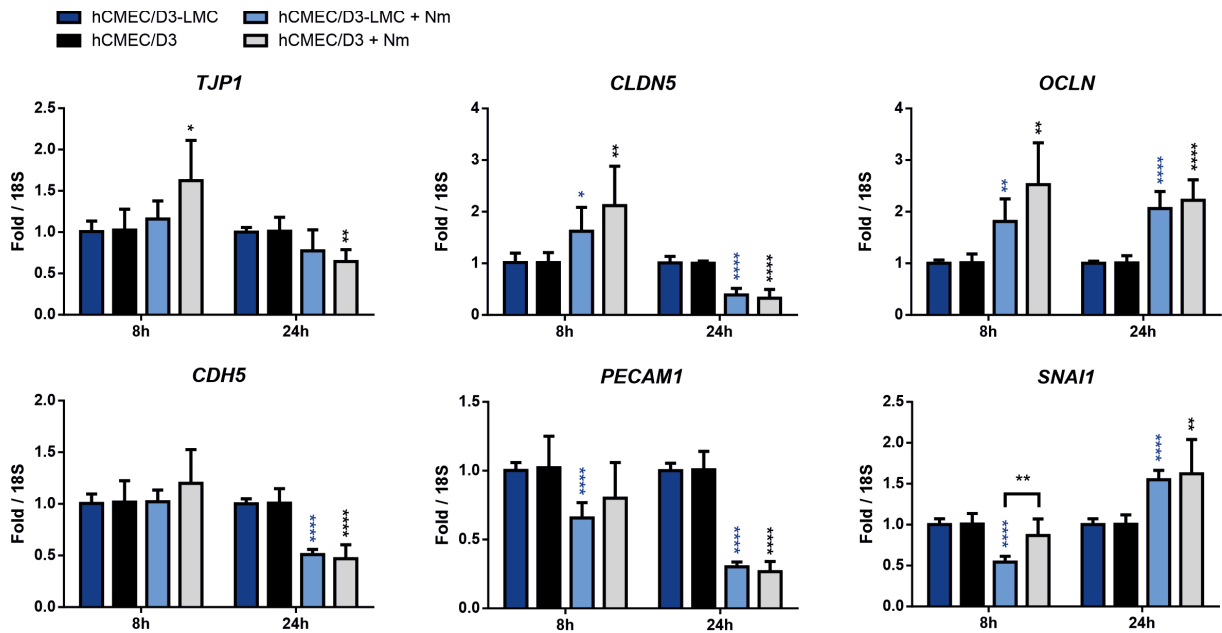 hCMEC/D3-LMC hCMEC/D3-LMC + Nm
hCMEC/D3 hCMEC/D3 + Nm
TJP1
Fold / 18S
2.5
2.0
1.5
1.0
0.5
0.0
*
**
8h 24h
CLDN5
Fold / 18S
4
3
2
1
0
*
**
****
****
8h 24h
OCLN
Fold / 18S
4
3
2
1
0
**
**
****
****
8h 24h
CDH5
Fold / 18S
2.0
1.5
1.0
0.5
0.0
****
****
8h 24h
PECAM1
Fold / 18S
1.5
1.0
0.5
0.0
****
****
****
8h 24h
SNAI1
Fold / 18S
2.5
2.0
1.5
1.0
0.5
0.0
****
**
****
**
8h 24h